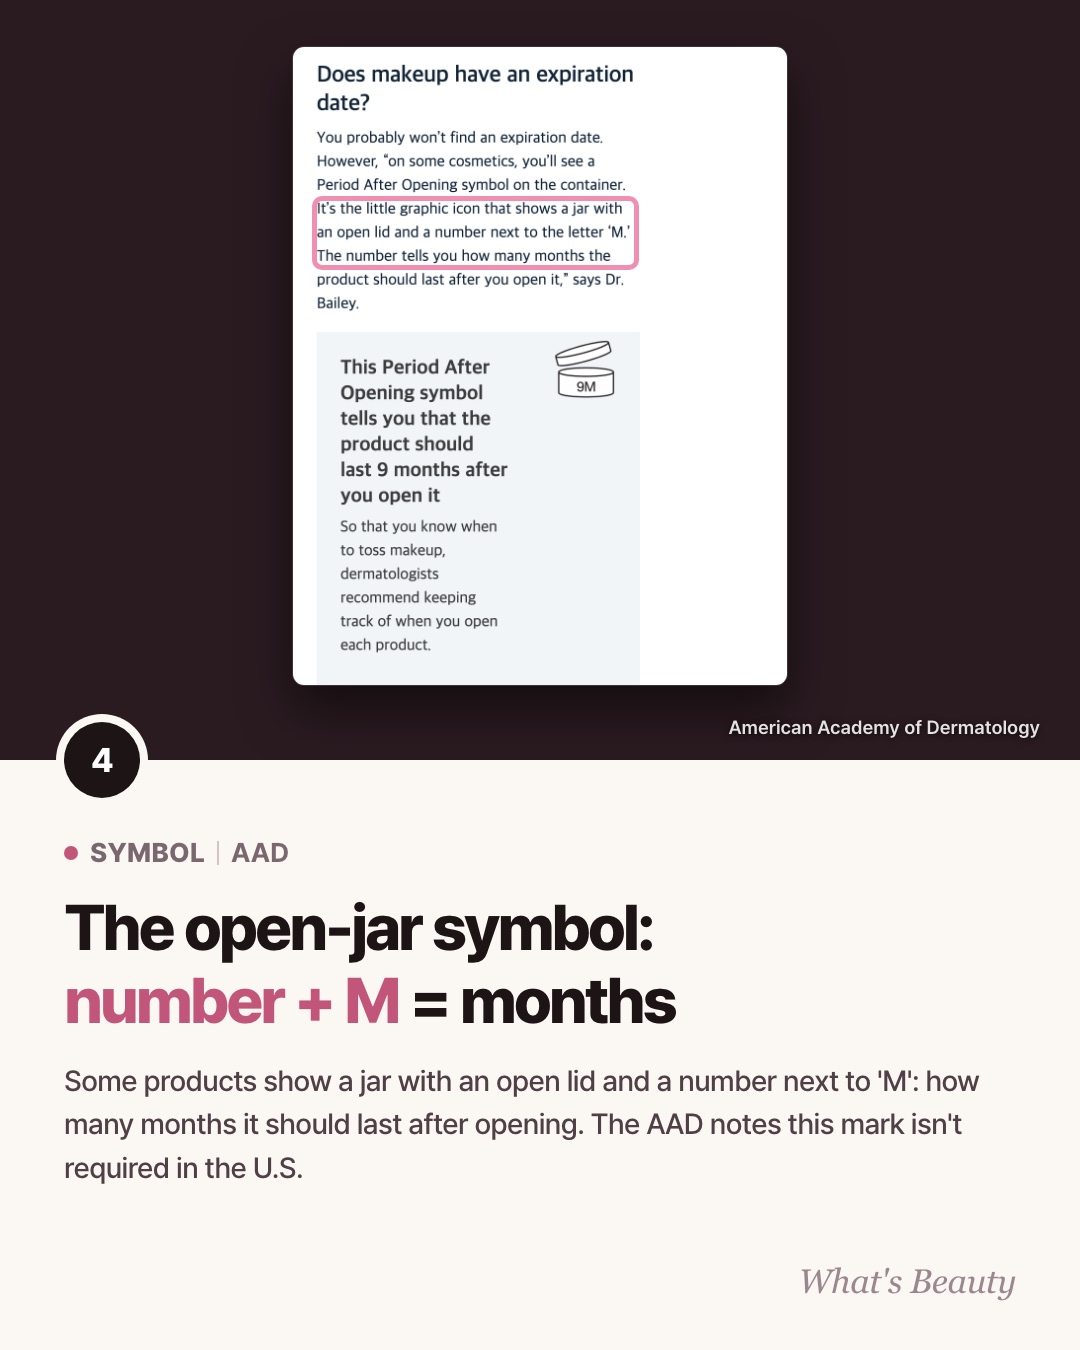 Does makeup have an expiration
date?
You probably won't find an expiration date.
However, “on some cosmetics, you'll see a
Period After Opening symbol on the container.
It's the little graphic icon that shows a jar with
an open lid and a number next to the letter ‘M.’
The number tells you how many months the
product should last after you open it,” says Dr.
Bailey.
This Period After
Opening symbol
tells you that the
product should
last 9 months after
you open it
9M
So that you know when
to toss makeup,
dermatologists
recommend keeping
track of when you open
each product.
American Academy of Dermatology
4
SYMBOL | AAD
The open-jar symbol:
number + M = months
Some products show a jar with an open lid and a number next to 'M': how
many months it should last after opening. The AAD notes this mark isn't
required in the U.S.
What's Beauty